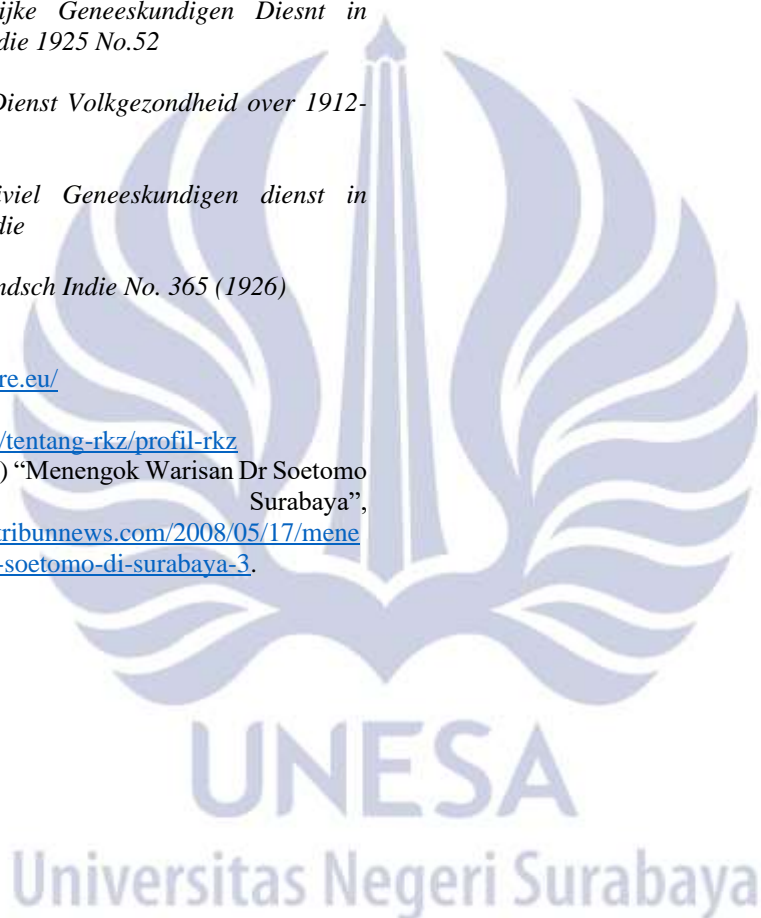 ijke Geneeskundigen Diesnt in
die 1925 No.52
Dienst Volkgezondheid over 1912-
iviel Geneeskundigen dienst in
die
ndsch Indie No. 365 (1926)
re.eu/
/tentang-rkz/profil-rkz
) “Menengok Warisan Dr Soetomo
Surabaya”,
tribunnews.com/2008/05/17/mene
-soetomo-di-surabaya-3.
UNESA
Universitas Negeri Surabaya